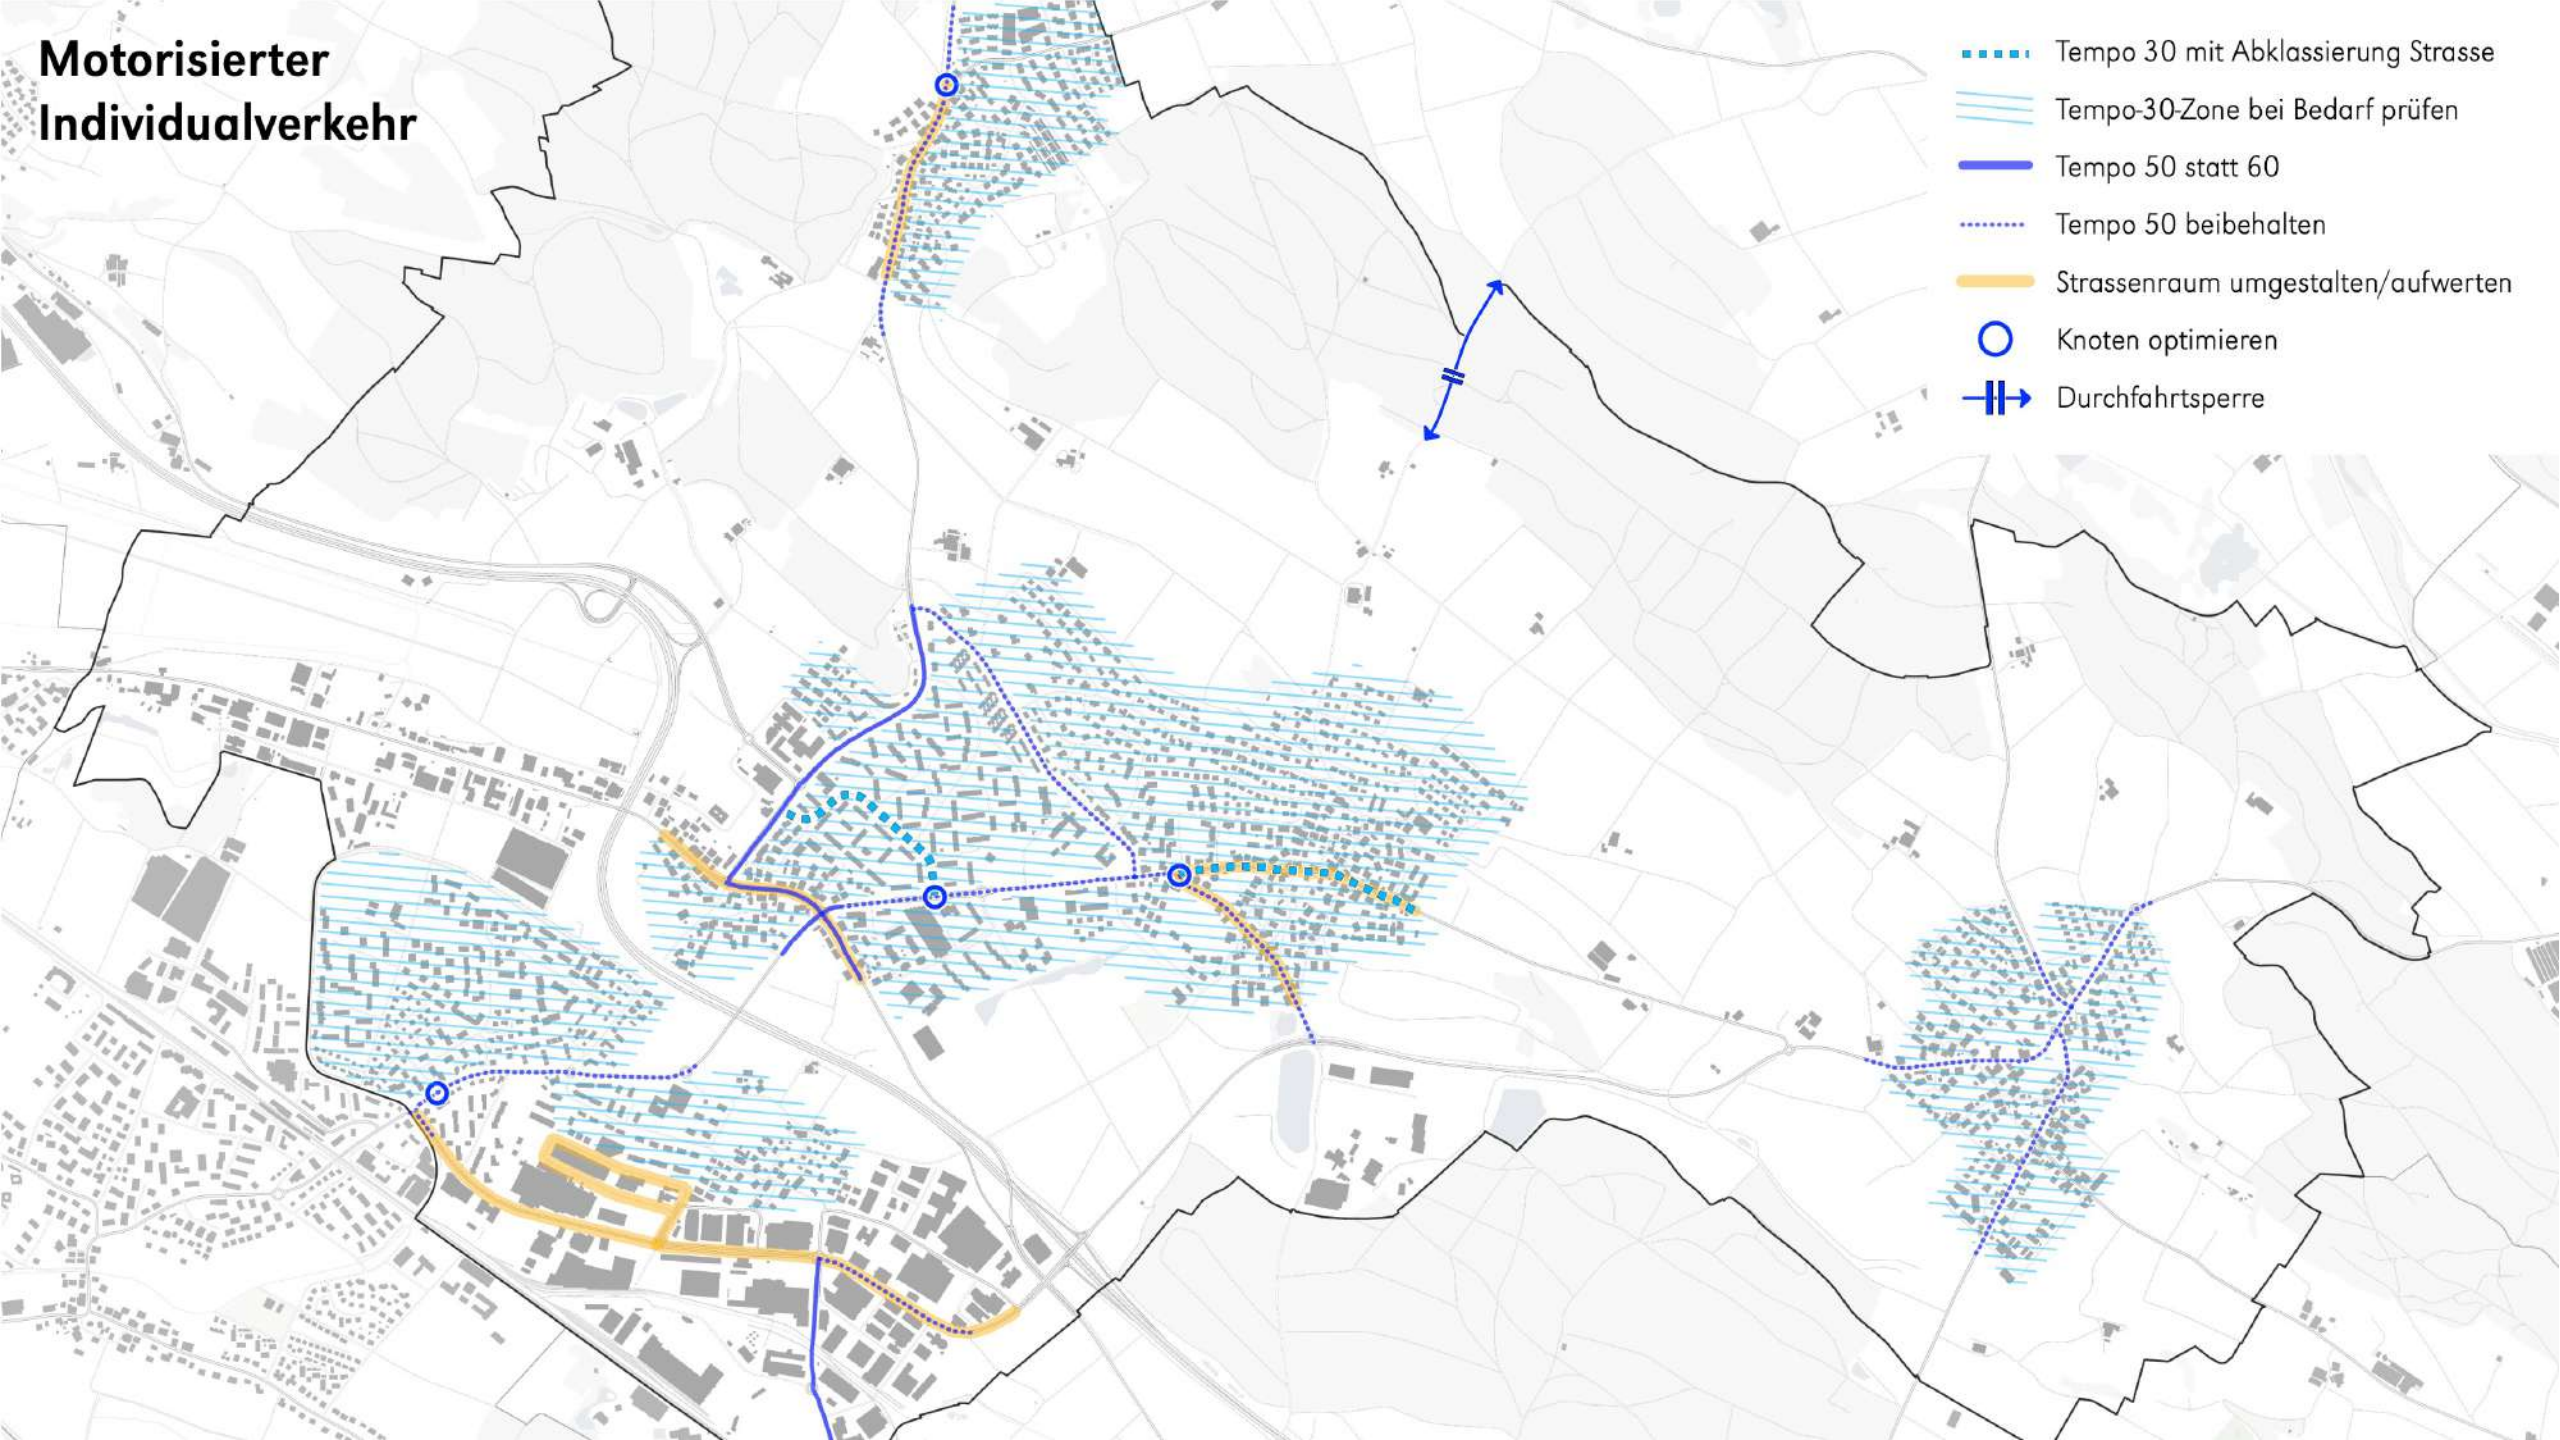 Motorisierter
Individualverkehr
Tempo 30 mit Abklassierung Strasse
Tempo-30-Zone bei Bedarf prüfen
Tempo 50 statt 60
Tempo 50 beibehalten
Strassenraum umgestalten/aufwerten
Knoten optimieren
Durchfahrtsperre